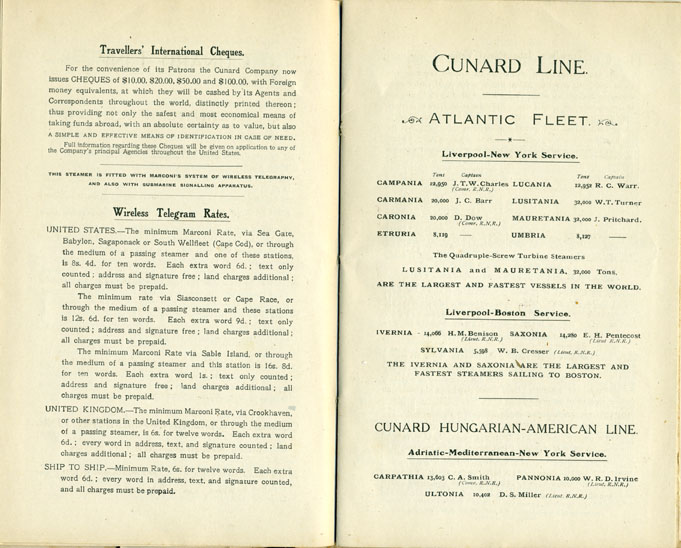 Travellers' International Cheques.
For the convenience of its Patrons the Cunard Company now
issues CHEQUES of $10.00, $20.00, $50.00 and $100.00, with Foreign
money equivalents, at which they will be cashed by its Agents and
Correspondents throughout the world, distinctly printed thereon;
thus providing not only the safest and most economical means of
taking funds abroad, with an absolute certainty as to value, but also
A SIMPLE AND EFFECTIVE MEANS OF IDENTIFICATION IN CASE OF NEED.
Full information regarding these Cheques will be given on application to any of
the Company's principal Agencies throughout the United States.
THIS STEAMER IS FITTED WITH MARCONI'S SYSTEM OF WIRELESS TELEGRAPHY,
AND ALSO WITH SUBMARINE SIGNALLING APPARATUS.
Wireless Telegram Rates.
UNITED STATES.—The minimum Marconi Rate, via Sea Gate,
Babylon, Sagaponack or South Wellfleet (Cape Cod), or through
the medium of a passing steamer and one of these stations,
is 8s. 4d. for ten words. Each extra word 6d.; text only
counted; address and signature free; land charges additional;
all charges must be prepaid.
The minimum rate via Siasconsett or Cape Race, or
through the medium of a passing steamer and these stations
is 12s. 6d. for ten words. Each extra word 9d.; text only
counted; address and signature free; land charges additional;
all charges must be prepaid.
The minimum Marconi Rate via Sable Island, or through
the medium of a passing steamer and this station is 16s. 8d.
for ten words. Each extra word 1s.; text only counted;
address and signature free; land charges additional; all
charges must be prepaid.
UNITED KINGDOM.—The minimum Marconi Rate, via Crookhaven,
or other stations in the United Kingdom, or through the medium
of a passing steamer, is 6s. for twelve words. Each extra word
6d.; every word in address, text, and signature counted; land
charges additional; all charges must be prepaid.
SHIP TO SHIP.—Minimum Rate, 6s. for twelve words. Each extra
word 6d.; every word in address, text, and signature counted,
and all charges must be prepaid.
CUNARD LINE.
ATLANTIC FLEET.
Liverpool-New York Service.
Tons Captain Tons Captain
CAMPANIA 12,950 J. T. W. Charles LUCANIA 12,952 R. C. Warr.
(Comr. R.N.R.)
CARMANIA 20,000 J. C. Barr LUSITANIA 32,000 W. T. Turner
CARONIA 20,000 D. Dow MAURETANIA 32,000 J. Pritchard.
(Comr. R.N.R.)
ETRURIA 8,119 — UMBRIA 8,127 —
The Quadruple-Screw Turbine Steamers
LUSITANIA and MAURETANIA, 32,000 Tons,
ARE THE LARGEST AND FASTEST VESSELS IN THE WORLD.
Liverpool-Boston Service.
IVERNIA - 14,066 H. M. Benison SAXONIA - 14,280 E. H. Pentecost
(Lieut. R.N.R.) (Lieut R.N.R.)
SYLVANIA 5,598 W. B. Cresser (Lieut. R.N.R.)
THE IVERNIA AND SAXONIA ARE THE LARGEST AND
FASTEST STEAMERS SAILING TO BOSTON.
CUNARD HUNGARIAN-AMERICAN LINE.
Adriatic-Mediterranean-New York Service.
CARPATHIA 13,603 C. A. Smith PANNONIA 10,000 W. R. D. Irvine
(Comr. R.N.R.) (Lieut. R.N.R.)
ULTONIA 10,402 D. S. Miller (Lieut. R.N.R.)